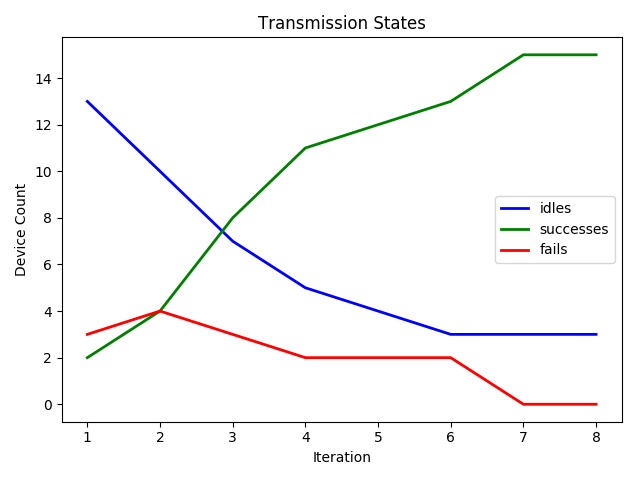 Transmission States
Device Count
14
12
10
8
6
4
2
0
idles
successes
fails
1 2 3 4 5 6 7 8
Iteration